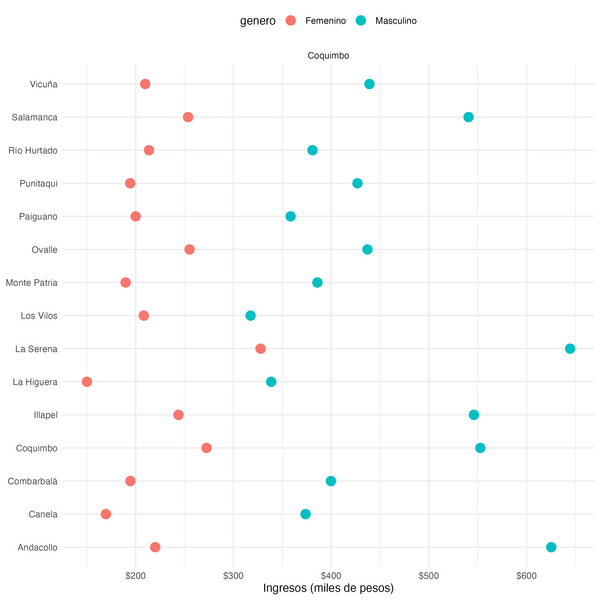 genero Femenino Masculino
Coquimbo
Vicuña
Salamanca
Río Hurtado
Punitaqui
Paiguano
Ovalle
Monte Patria
Los Vilos
La Serena
La Higuera
Illapel
Coquimbo
Combarbalá
Canela
Andacollo
$200 $300 $400 $500 $600
Ingresos (miles de pesos)